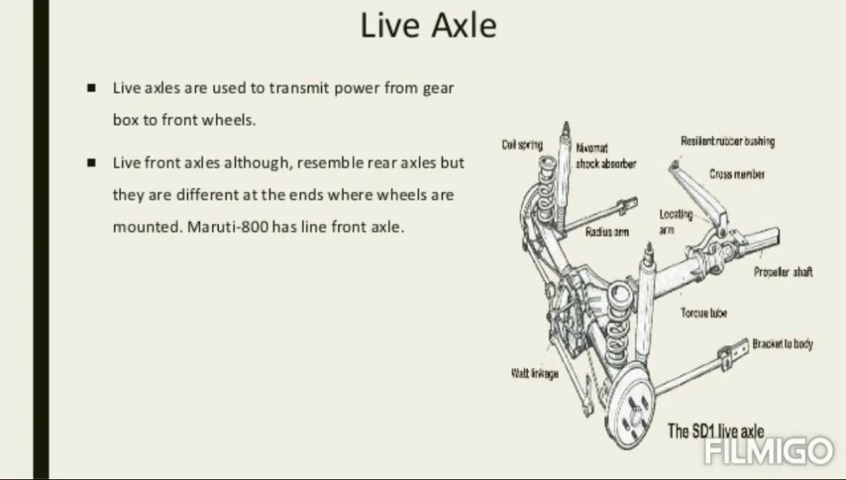 Live Axle
■ Live axles are used to transmit power from gear
box to front wheels.
■ Live front axles although, resemble rear axles but
they are different at the ends where wheels are
mounted. Maruti-800 has line front axle.
Coil spring
Nivomat
shock absorber
Resilient rubber bushing
Cross member
Locating
arm
Radius arm
Propeller shaft
Torque tube
Bracket to body
Watt linkage
The SD1 live axle
FILMIGO